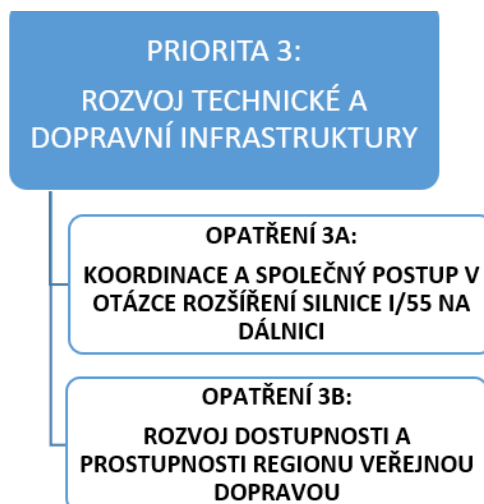 PRIORITA 3:
ROZVOJ TECHNICKÉ A
DOPRAVNÍ INFRASTRUKTURY
OPATŘENÍ 3A:
KOORDINACE A SPOLEČNÝ POSTUP V
OTÁZCE ROZŠÍŘENÍ SILNICE I/55 NA
DÁLNICI
OPATŘENÍ 3B:
ROZVOJ DOSTUPNOSTI A
PROSTUPNOSTI REGIONU VEŘEJNOU
DOPRAVOU